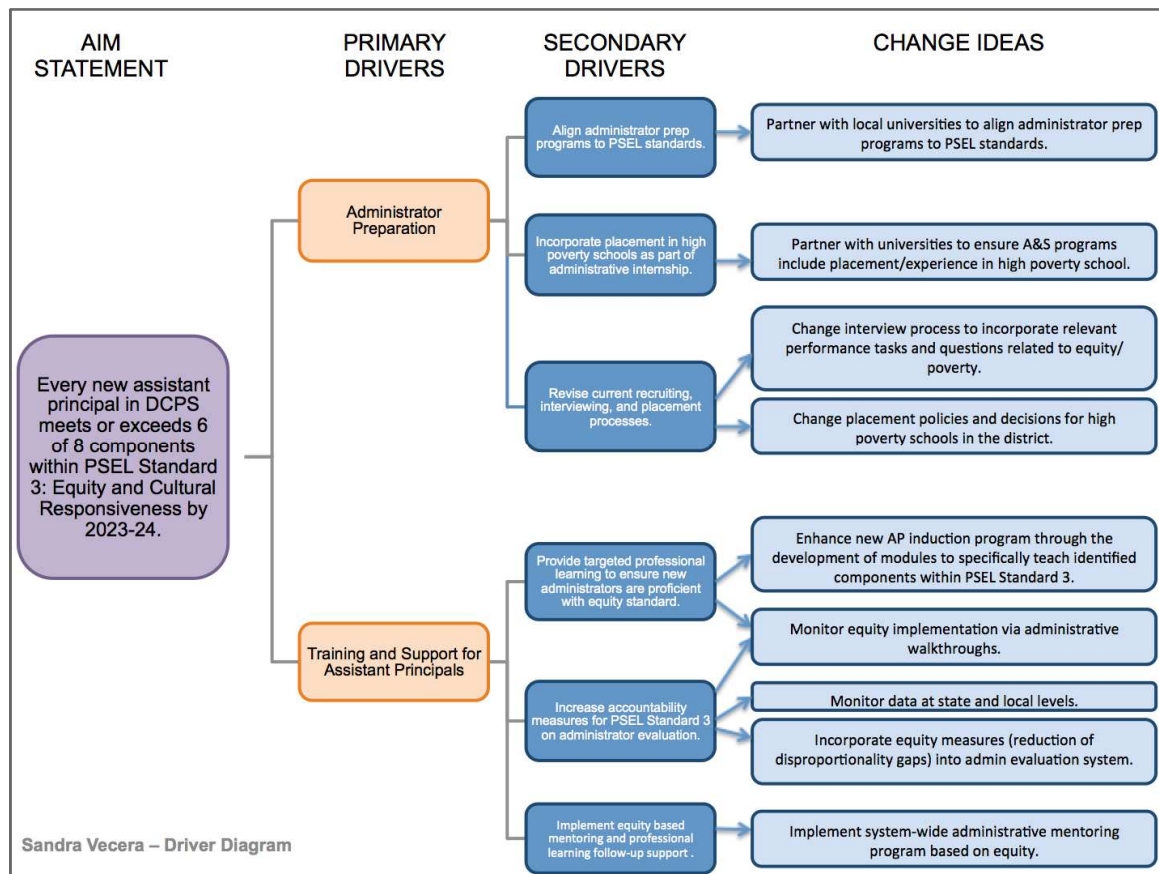 AIM
STATEMENT
PRIMARY
DRIVERS
SECONDARY
DRIVERS
CHANGE IDEAS
Every new assistant
principal in DCPS
meets or exceeds 6
of 8 components
within PSEL Standard
3: Equity and Cultural
Responsiveness by
2023-24.
Administrator
Preparation
Align administrator prep
programs to PSEL standards.
Partner with local universities to align administrator prep
programs to PSEL standards.
Incorporate placement in high
poverty schools as part of
administrative internship.
Partner with universities to ensure A&S programs
include placement/experience in high poverty school.
Revise current recruiting,
interviewing, and placement
processes.
Change interview process to incorporate relevant
performance tasks and questions related to equity/
poverty.
Change placement policies and decisions for high
poverty schools in the district.
Training and Support for
Assistant Principals
Provide targeted professional
learning to ensure new
administrators are proficient
with equity standard.
Enhance new AP induction program through the
development of modules to specifically teach identified
components within PSEL Standard 3.
Monitor equity implementation via administrative
walkthroughs.
Increase accountability
measures for PSEL Standard 3
on administrator evaluation.
Monitor data at state and local levels.
Incorporate equity measures (reduction of
disproportionality gaps) into admin evaluation system.
Implement equity based
mentoring and professional
learning follow-up support .
Implement system-wide administrative mentoring
program based on equity.
Sandra Vecera – Driver Diagram